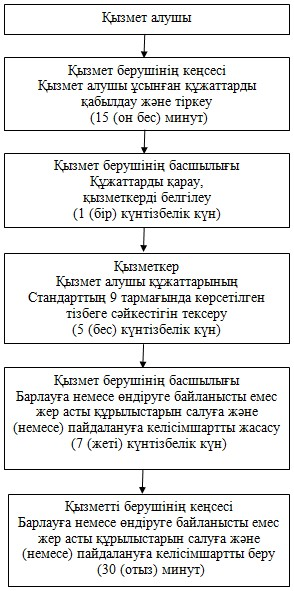 Қызмет алушы
Қызмет берушінің кеңсесі
Қызмет алушы ұсынған құжаттарды
қабылдау және тіркеу
(15 (он бес) минут)
Қызмет берушінің басшылығы
Құжаттарды қарау,
қызметкерді белгілеу
(1 (бір) күнтізбелік күн)
Қызметкер
Қызмет алушы құжаттарының
Стандарттың 9 тармағында көрсетілген
тізбеге сәйкестігін тексеру
(5 (бес) күнтізбелік күн)
Қызмет берушінің басшылығы
Барлауға немесе өндіруге байланысты емес
жер асты құрылыстарын салуға және
(немесе) пайдалануға келісімшартты жасасу
(7 (жеті) күнтізбелік күн)
Қызметті берушінің кеңсесі
Барлауға немесе өндіруге байланысты емес
жер асты құрылыстарын салуға және
(немесе) пайдалануға келісімшартты беру
(30 (отыз) минут)